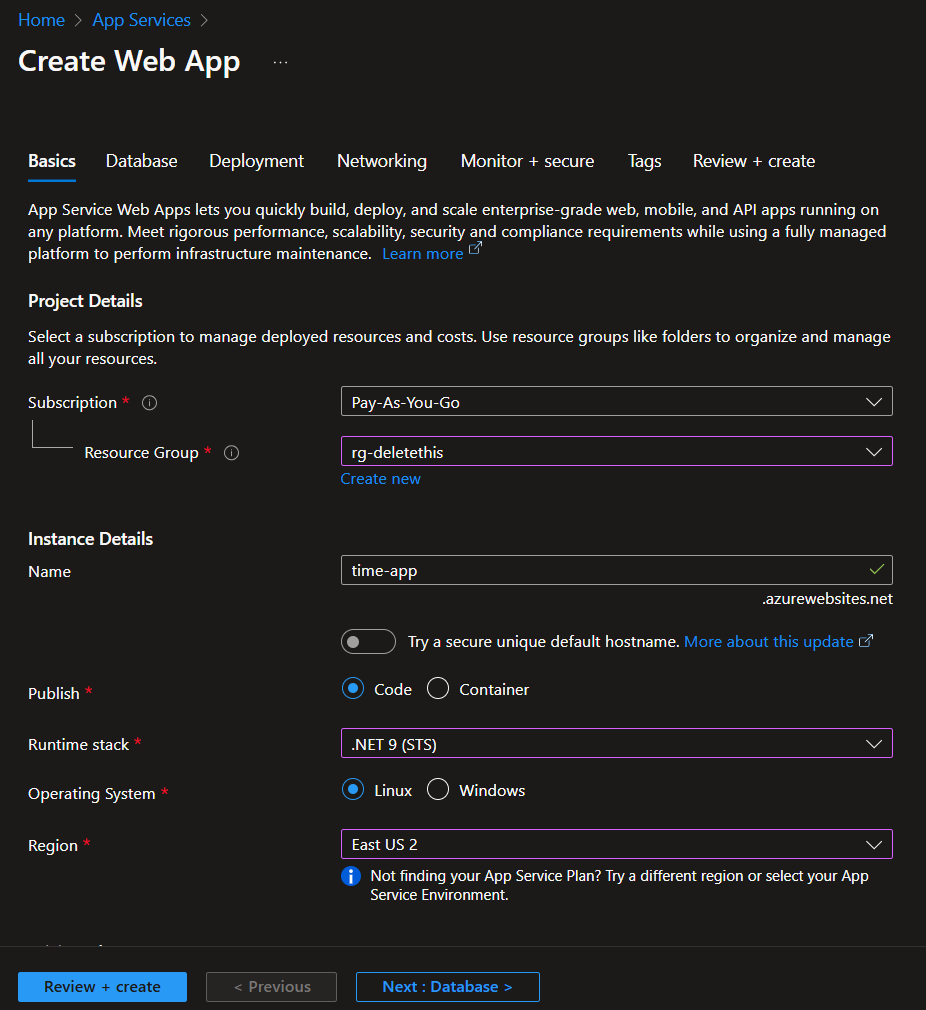 Home > App Services >
Create Web App ...
Basics Database Deployment Networking Monitor + secure Tags Review + create
App Service Web Apps lets you quickly build, deploy, and scale enterprise-grade web, mobile, and API apps running on
any platform. Meet rigorous performance, scalability, security and compliance requirements while using a fully managed
platform to perform infrastructure maintenance. Learn more
Project Details
Select a subscription to manage deployed resources and costs. Use resource groups like folders to organize and manage
all your resources.
Subscription * Pay-As-You-Go
Resource Group * rg-deletethis
Create new
Instance Details
Name time-app
.azurewebsites.net
Try a secure unique default hostname. More about this update
Publish * Code Container
Runtime stack * .NET 9 (STS)
Operating System * Linux Windows
Region * East US 2
Not finding your App Service Plan? Try a different region or select your App
Service Environment.
Review + create < Previous Next : Database >